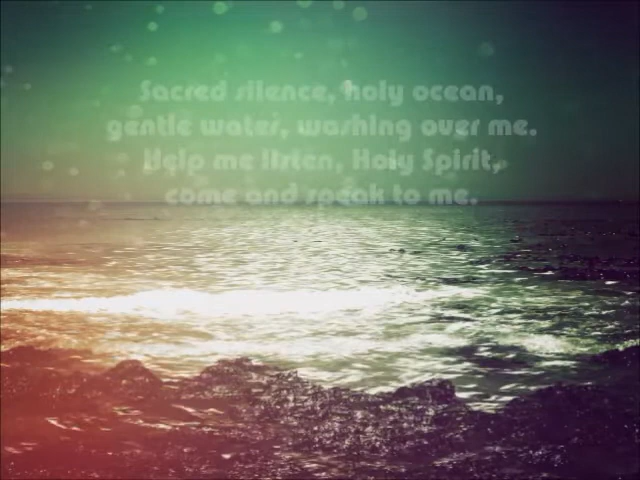 Sacred silence, holy ocean,
gentle water, washing over me.
Help me listen, Holy Spirit,
come and speak to me.